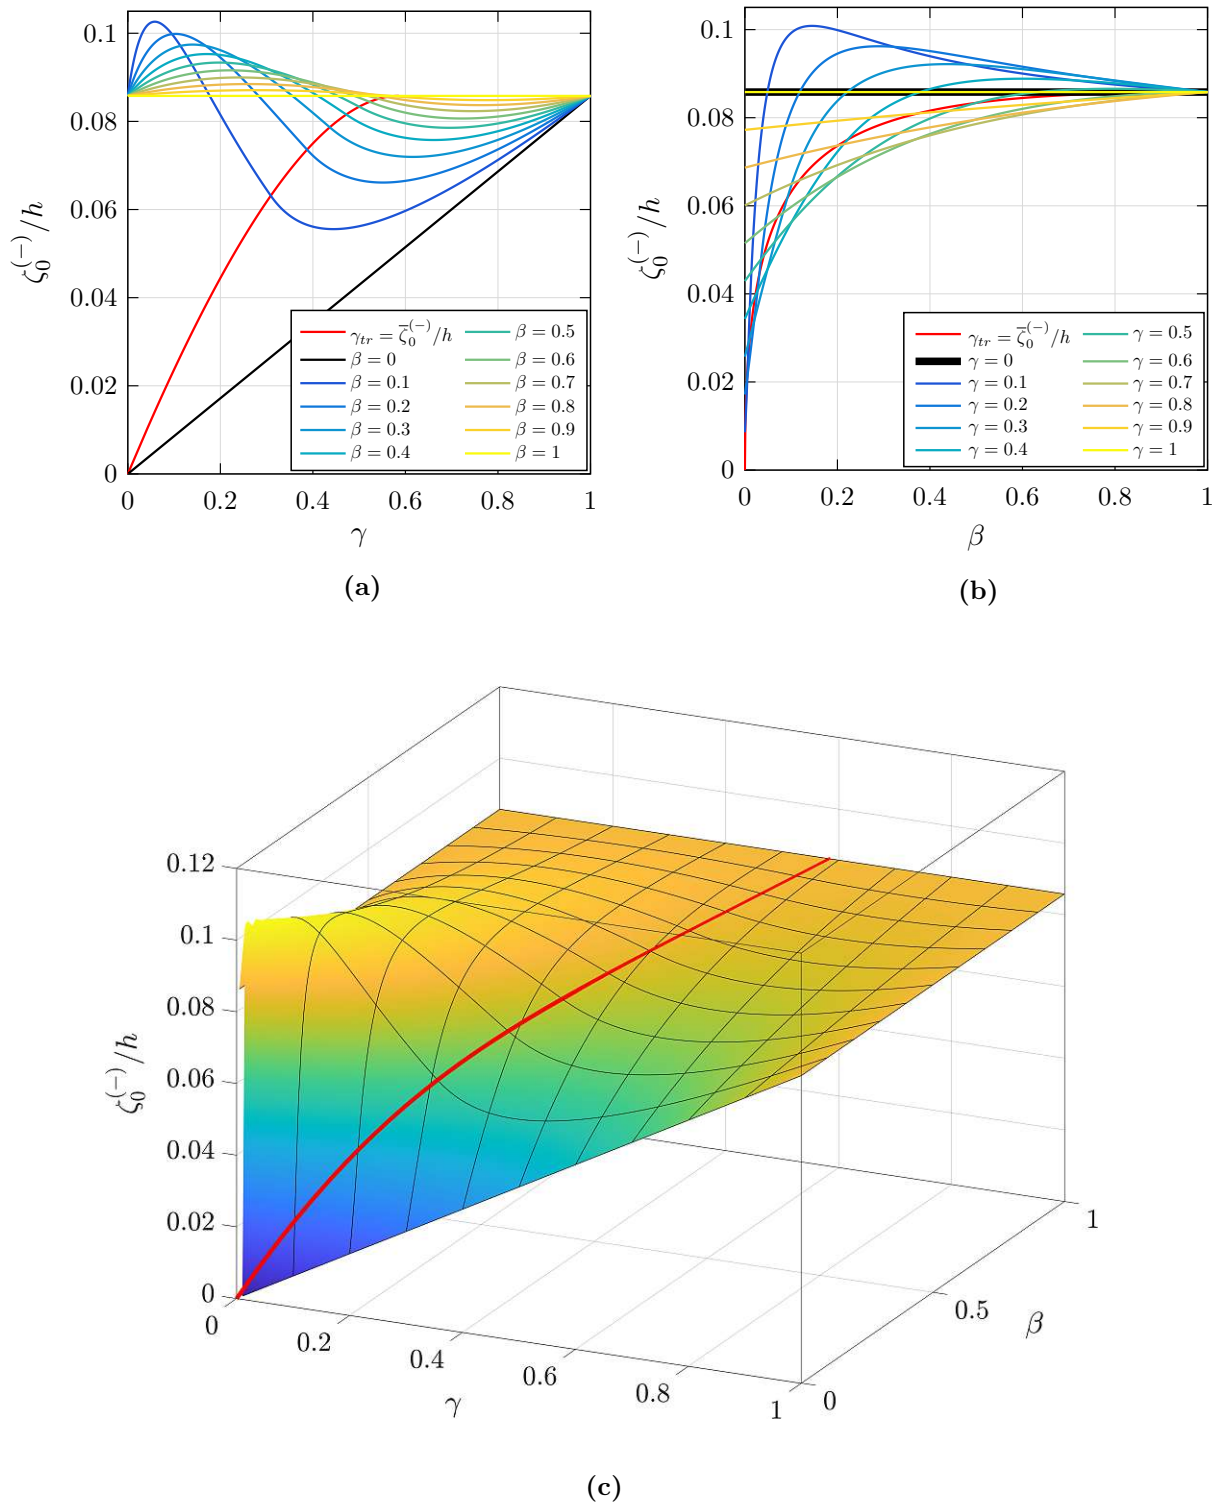 0.1
0.08
0.06
0.04
0.02
0
ζ₀⁽⁻⁾/h
0 0.2 0.4 0.6 0.8 1
γ
γ_tr = ζ̅₀⁽⁻⁾/h
β = 0
β = 0.1
β = 0.2
β = 0.3
β = 0.4
β = 0.5
β = 0.6
β = 0.7
β = 0.8
β = 0.9
β = 1
(a)
0.1
0.08
0.06
0.04
0.02
0
ζ₀⁽⁻⁾/h
0 0.2 0.4 0.6 0.8 1
β
γ_tr = ζ̅₀⁽⁻⁾/h
γ = 0
γ = 0.1
γ = 0.2
γ = 0.3
γ = 0.4
γ = 0.5
γ = 0.6
γ = 0.7
γ = 0.8
γ = 0.9
γ = 1
(b)
0.12
0.1
0.08
0.06
0.04
0.02
0
ζ₀⁽⁻⁾/h
0 0.2 0.4 0.6 0.8 1
γ
0 0.5 1
β
(c)